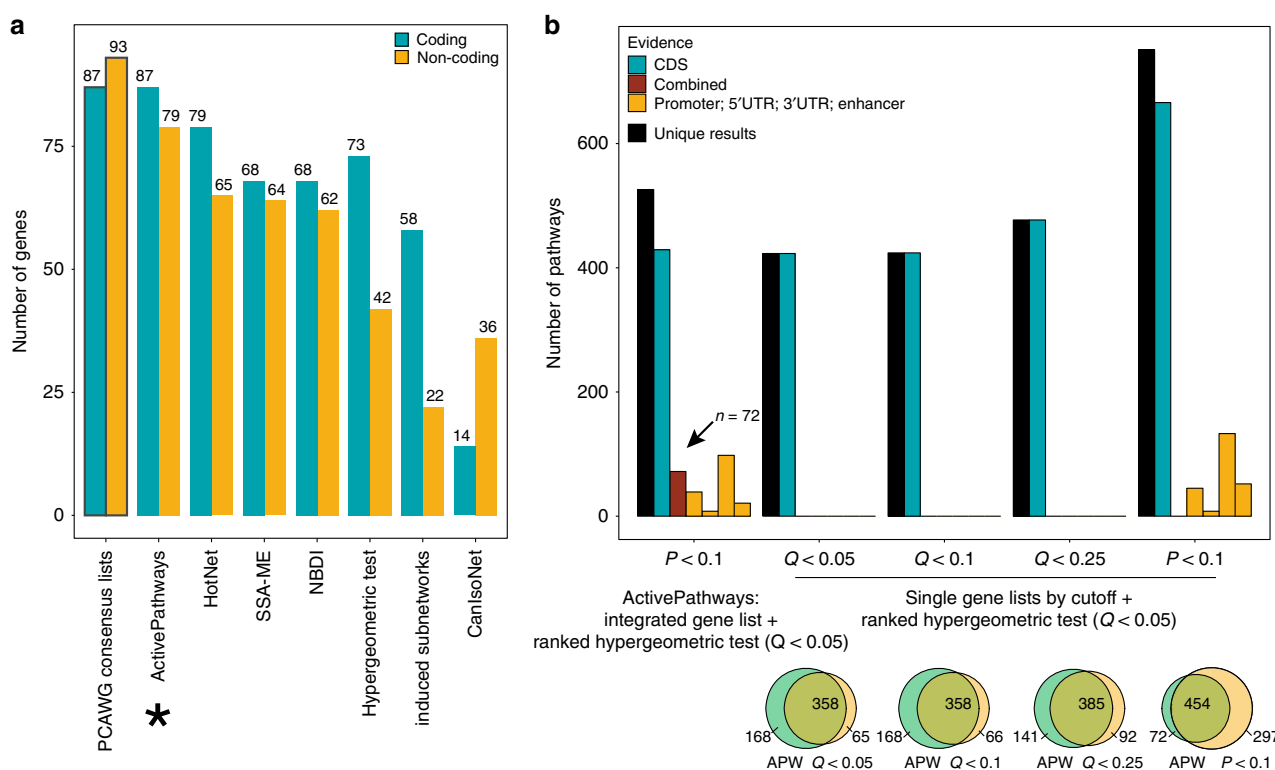 a
Number of genes
75
50
25
0
Coding
Non-coding
87
93
87
79
79
65
68
64
68
62
73
42
58
22
14
36
PCAWG consensus lists
ActivePathways
*
HotNet
SSA-ME
NBDI
Hypergeometric test
induced subnetworks
CanIsoNet
b
Number of pathways
600
400
200
0
Evidence
CDS
Combined
Promoter; 5′UTR; 3′UTR; enhancer
Unique results
n = 72
P < 0.1
Q < 0.05
Q < 0.1
Q < 0.25
P < 0.1
ActivePathways:
integrated gene list +
ranked hypergeometric test (Q < 0.05)
Single gene lists by cutoff +
ranked hypergeometric test (Q < 0.05)
358
168
65
APW Q < 0.05
358
168
66
APW Q < 0.1
385
141
92
APW Q < 0.25
454
72
297
APW P < 0.1